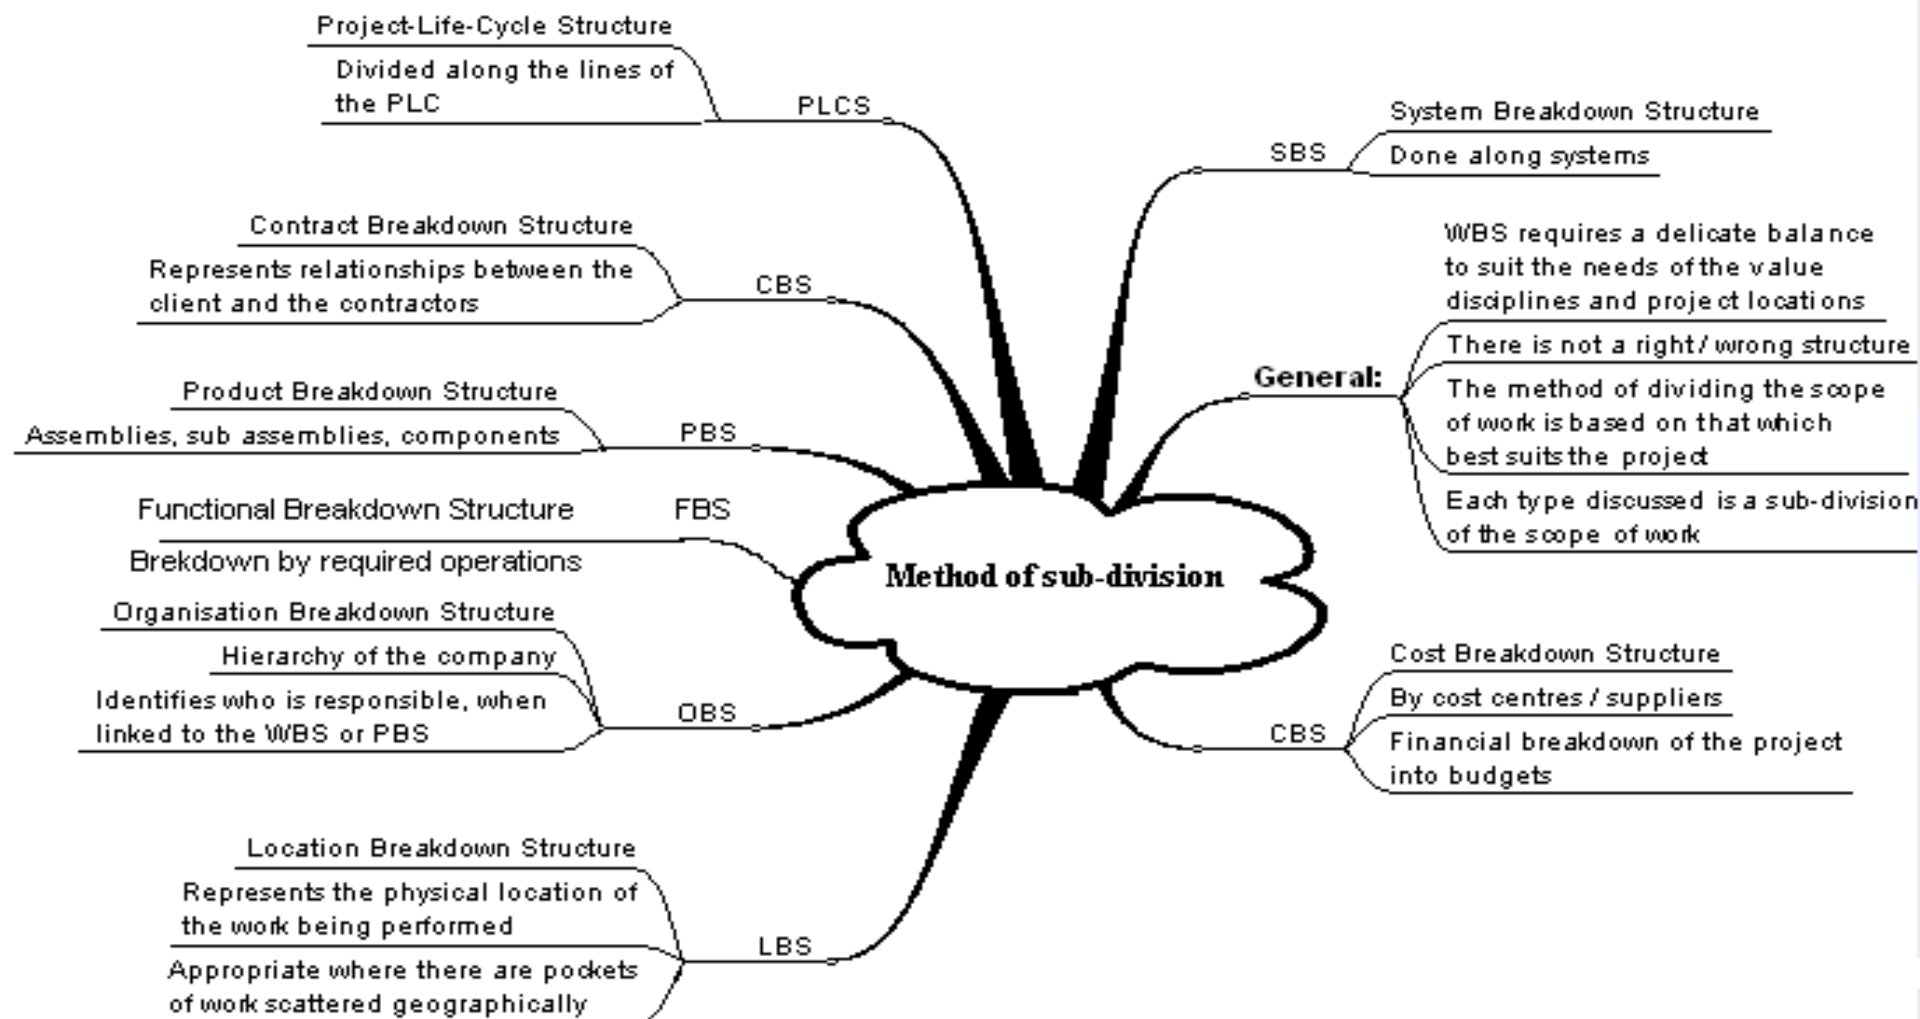 Project-Life-Cycle Structure
Divided along the lines of
the PLC
PLCS
Contract Breakdown Structure
Represents relationships between the
client and the contractors
CBS
Product Breakdown Structure
Assemblies, sub assemblies, components
PBS
Functional Breakdown Structure
FBS
Brekdown by required operations
Organisation Breakdown Structure
Hierarchy of the company
Identifies who is responsible, when
linked to the WBS or PBS
OBS
Location Breakdown Structure
Represents the physical location of
the work being performed
Appropriate where there are pockets
of work scattered geographically
LBS
Method of sub-division
SBS
System Breakdown Structure
Done along systems
General:
WBS requires a delicate balance
to suit the needs of the value
disciplines and project locations
There is not a right / wrong structure
The method of dividing the scope
of work is based on that which
best suits the project
Each type discussed is a sub-division
of the scope of work
CBS
Cost Breakdown Structure
By cost centres / suppliers
Financial breakdown of the project
into budgets